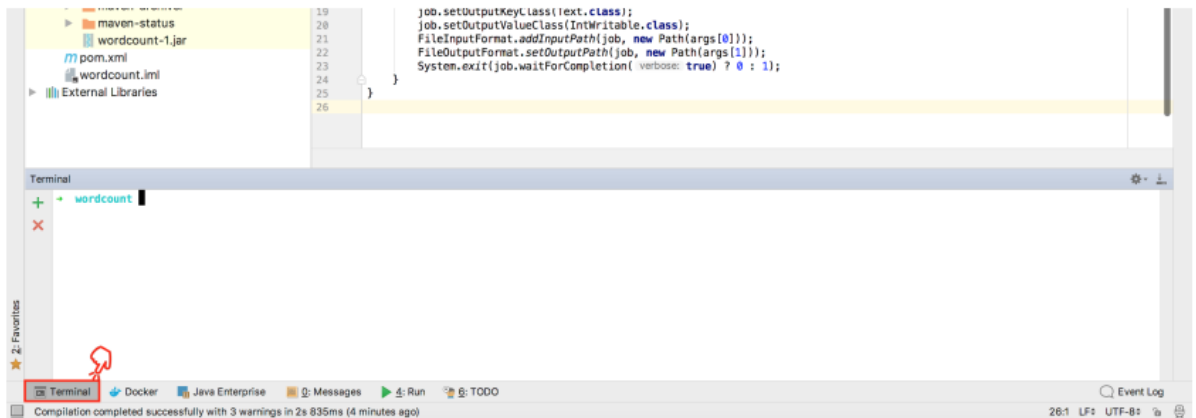 maven-archiver
maven-status
wordcount-1.jar
pom.xml
wordcount.iml
External Libraries
19 job.setOutputKeyClass(Text.class);
20 job.setOutputValueClass(IntWritable.class);
21 FileInputFormat.addInputPath(job, new Path(args[0]));
22 FileOutputFormat.setOutputPath(job, new Path(args[1]));
23 System.exit(job.waitForCompletion( verbose: true) ? 0 : 1);
24 }
25 }
26
Terminal
→ wordcount
2: Favorites
Terminal Docker Java Enterprise 0: Messages 4: Run 6: TODO Event Log
Compilation completed successfully with 3 warnings in 2s 835ms (4 minutes ago) 26:1 LF÷ UTF-8÷